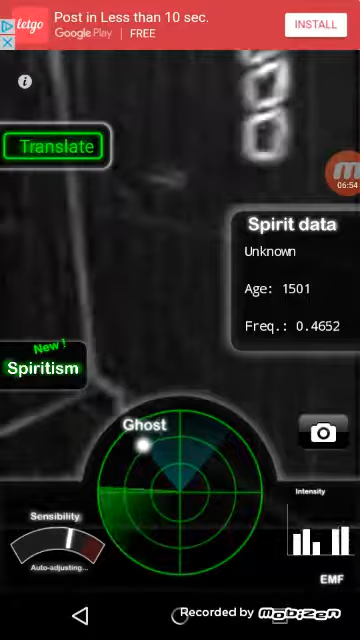 letgo
Post in Less than 10 sec.
Google Play | FREE
INSTALL
i
Translate
06:54
Spirit data
Unknown
Age: 1501
Freq.: 0.4652
New!
Spiritism
Ghost
Sensibility
Auto-adjusting...
Intensity
EMF
Recorded by mobizen